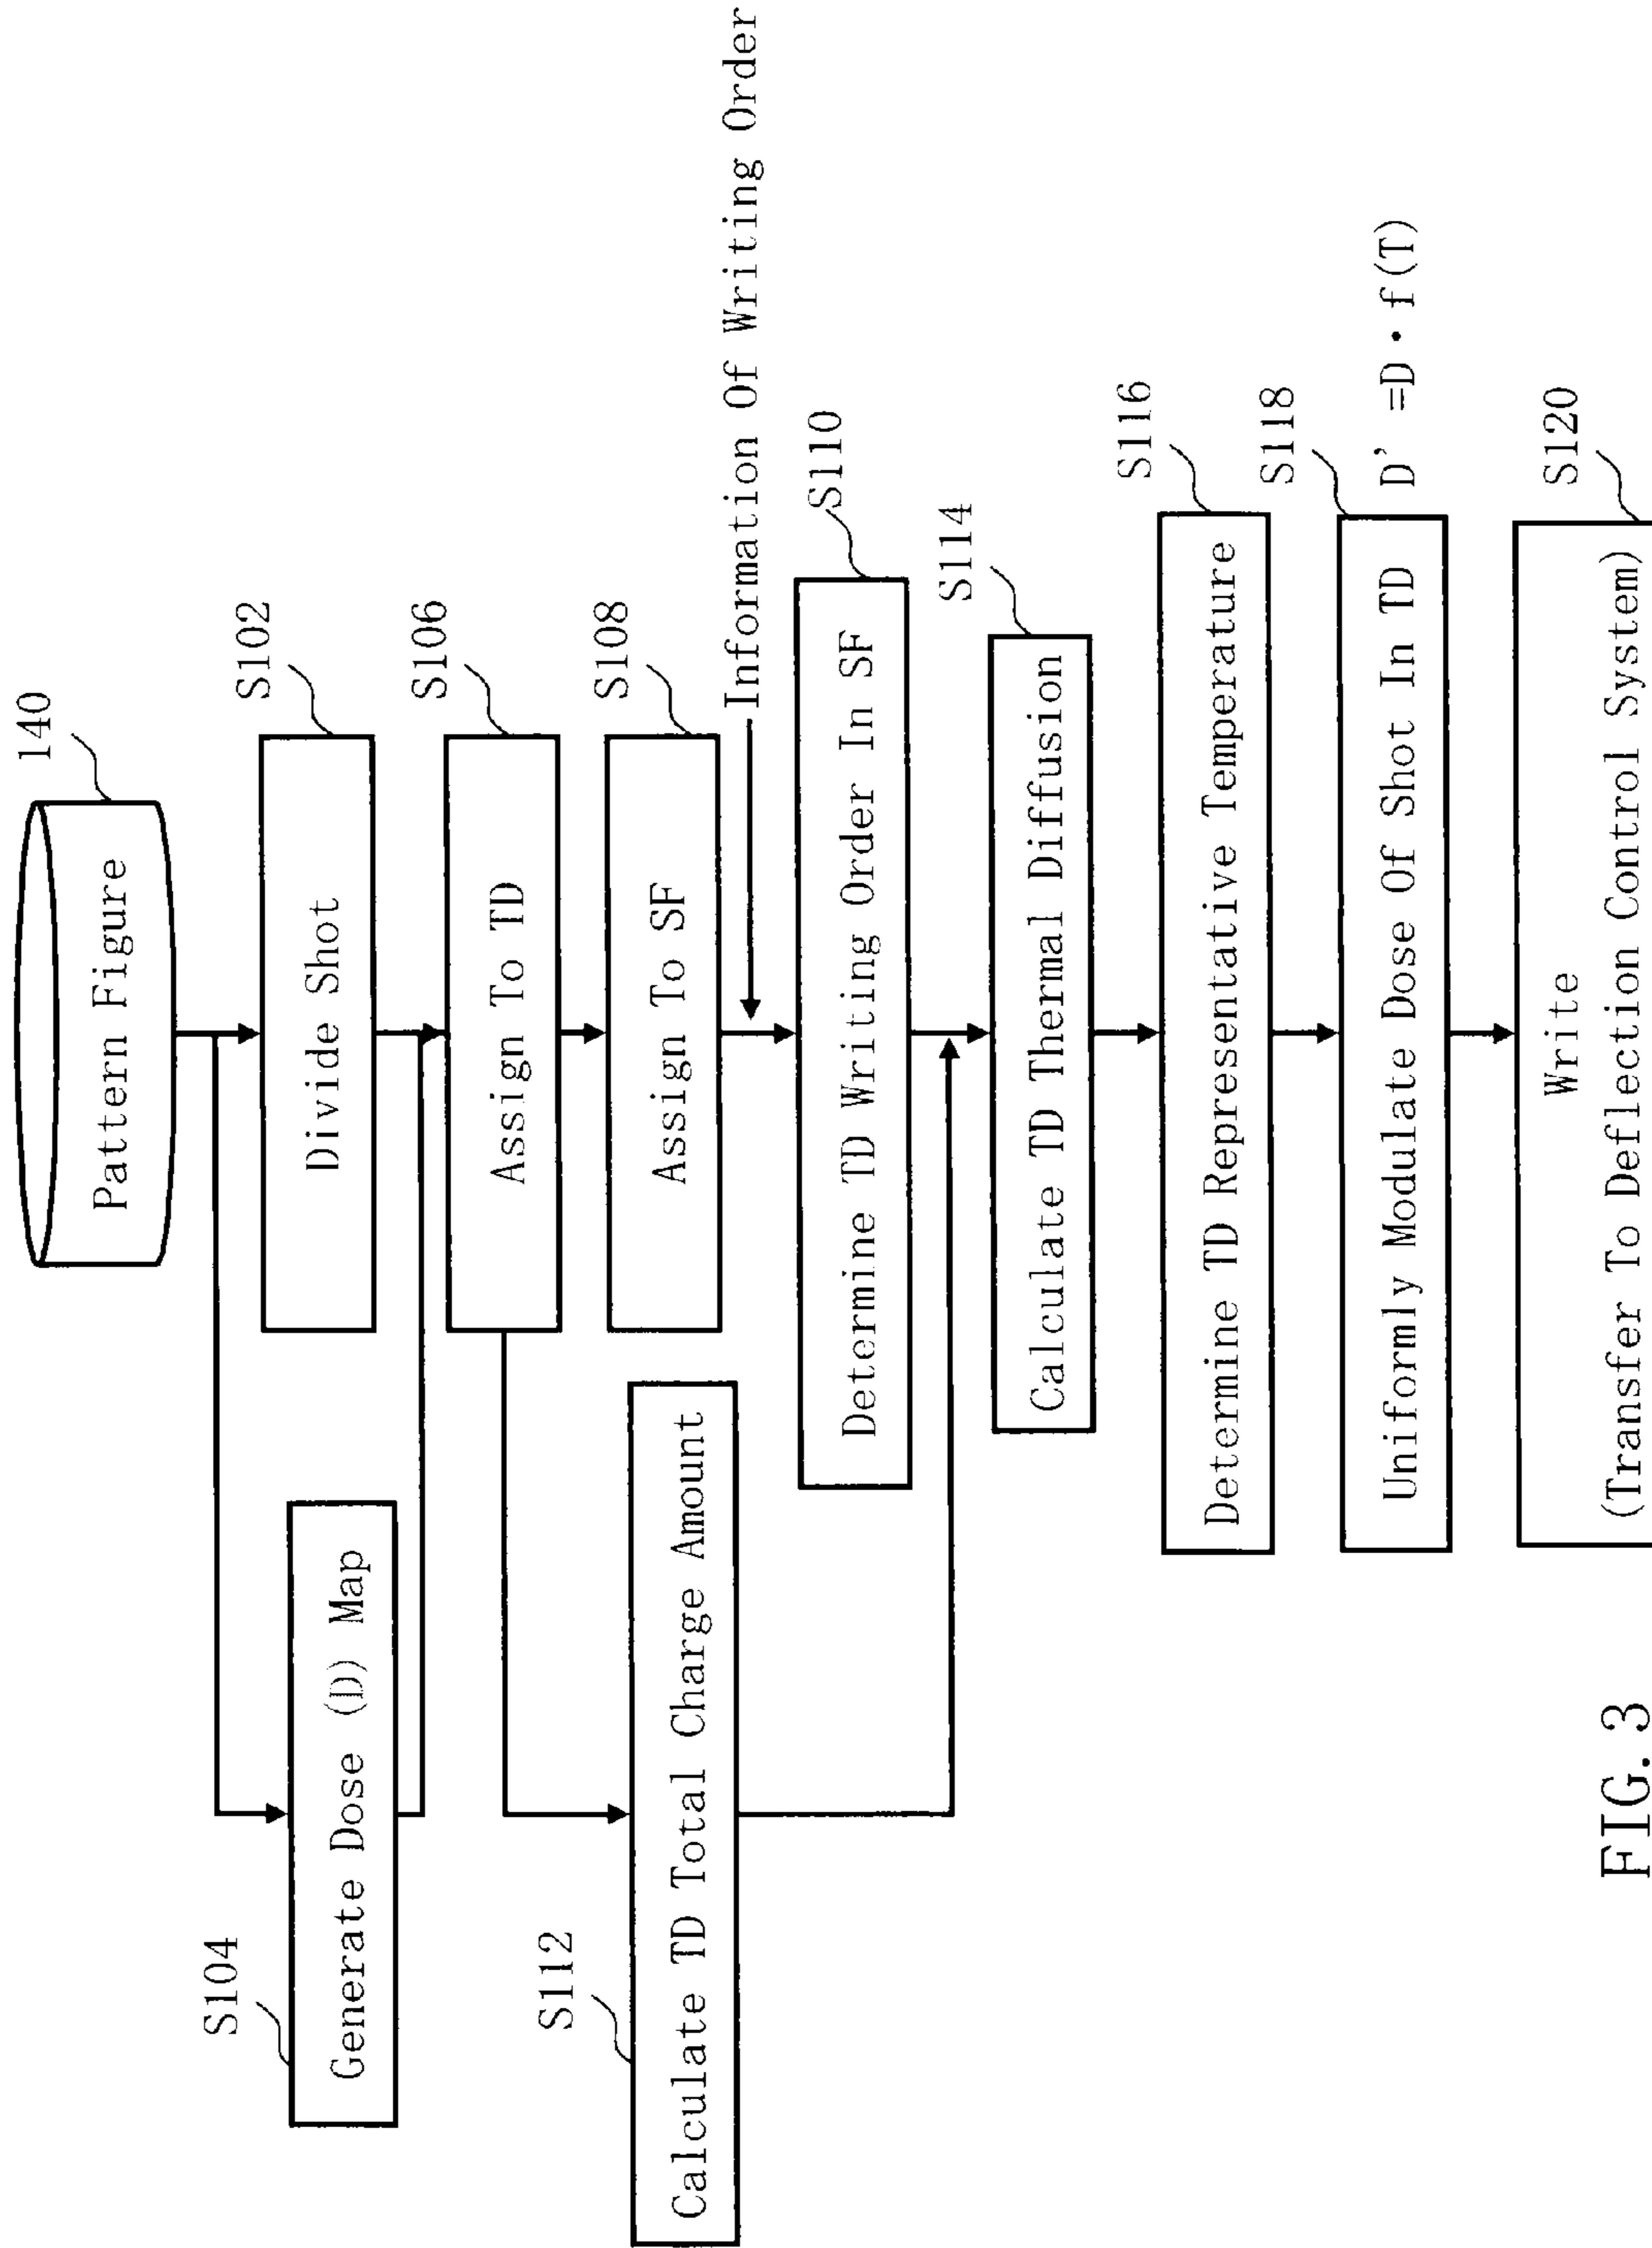 140
Pattern Figure
S102
Divide Shot
S104
Generate Dose (D) Map
S106
Assign To TD
S108
Assign To SF
Information Of Writing Order
S112
Calculate TD Total Charge Amount
S110
Determine TD Writing Order In SF
S114
Calculate TD Thermal Diffusion
S116
Determine TD Representative Temperature
S118
Uniformly Modulate Dose Of Shot In TD
D' =D・f(T)
S120
Write
(Transfer To Deflection Control System)
FIG. 3